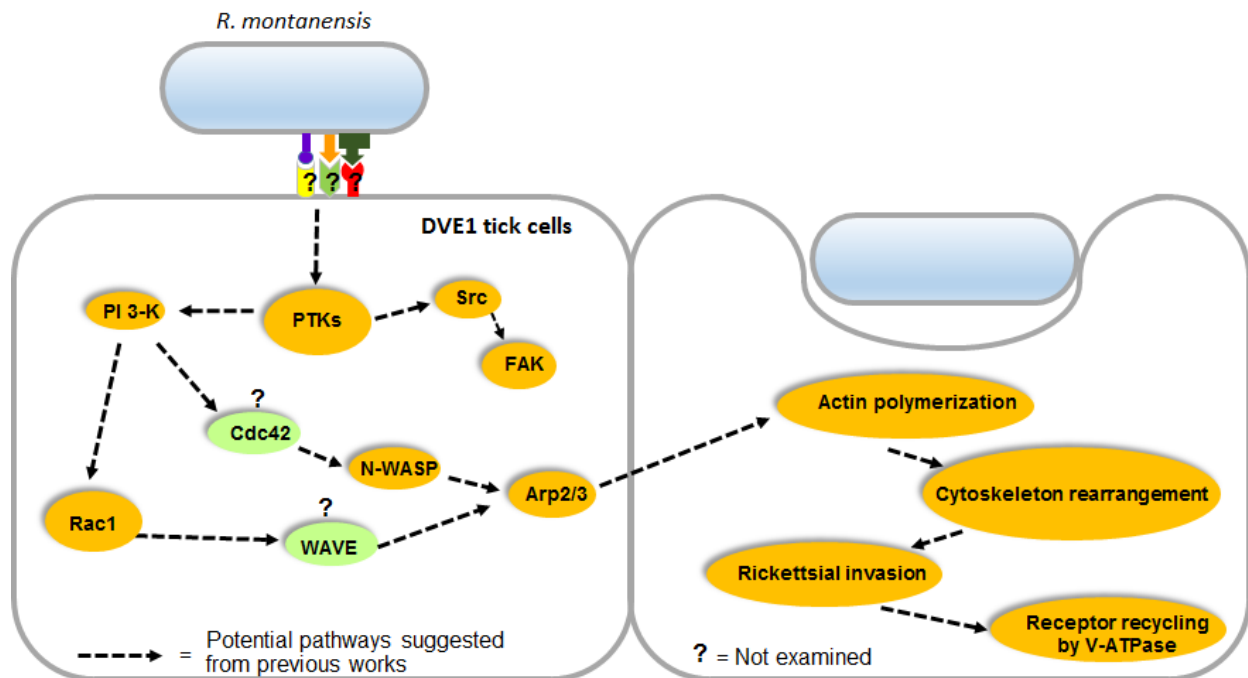 R. montanensis
? ? ?
DVE1 tick cells
PI 3-K
PTKs
Src
FAK
?
Cdc42
N-WASP
Arp2/3
Rac1
?
WAVE
= Potential pathways suggested
from previous works
Actin polymerization
Cytoskeleton rearrangement
Rickettsial invasion
Receptor recycling
by V-ATPase
? = Not examined